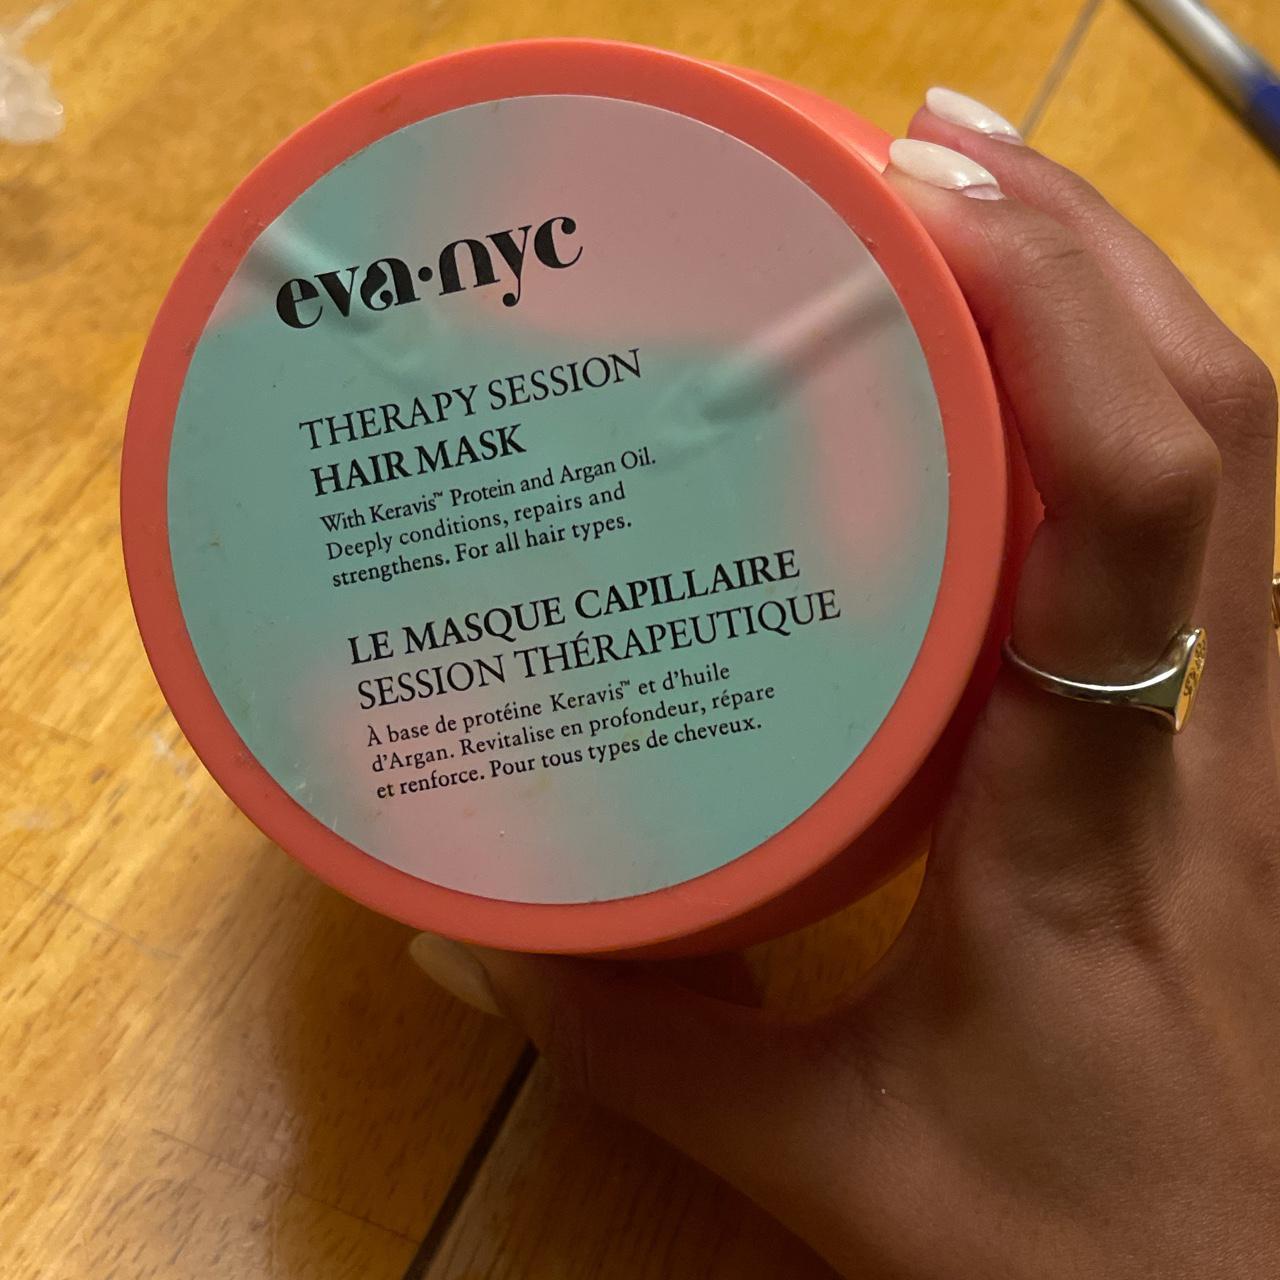 eva·nyc
THERAPY SESSION
HAIR MASK
With Keravis™ Protein and Argan Oil.
Deeply conditions, repairs and
strengthens. For all hair types.
LE MASQUE CAPILLAIRE
SESSION THÉRAPEUTIQUE
À base de protéine Keravis™ et d'huile
d'Argan. Revitalise en profondeur, répare
et renforce. Pour tous types de cheveux.